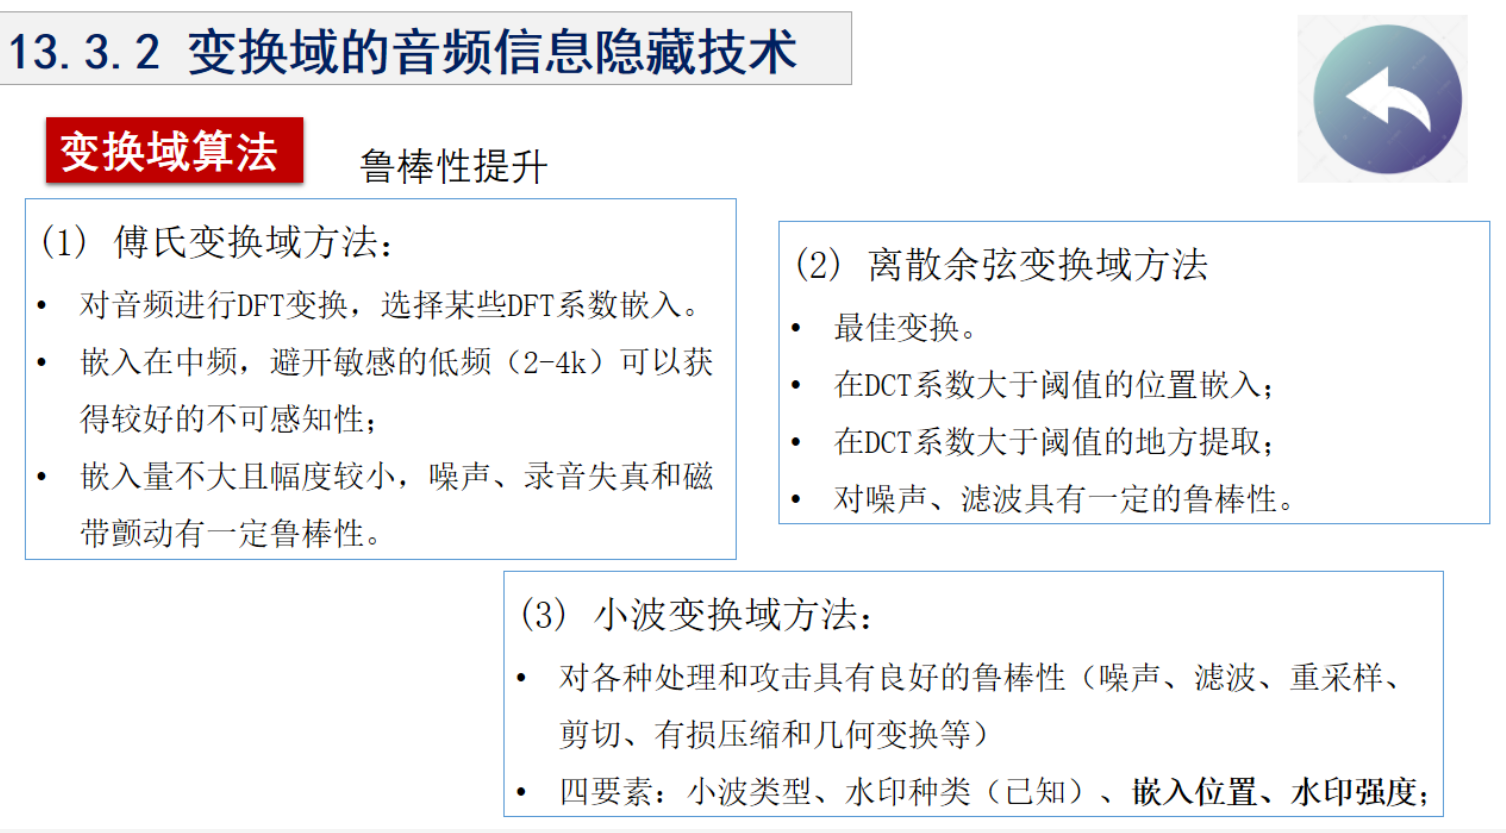 13.3.2 变换域的音频信息隐藏技术
变换域算法
鲁棒性提升
(1) 傅氏变换域方法:
• 对音频进行DFT变换，选择某些DFT系数嵌入。
• 嵌入在中频，避开敏感的低频（2-4k）可以获
得较好的不可感知性；
• 嵌入量不大且幅度较小，噪声、录音失真和磁
带颤动有一定鲁棒性。
(2) 离散余弦变换域方法
• 最佳变换。
• 在DCT系数大于阈值的位置嵌入；
• 在DCT系数大于阈值的地方提取；
• 对噪声、滤波具有一定的鲁棒性。
(3) 小波变换域方法:
• 对各种处理和攻击具有良好的鲁棒性（噪声、滤波、重采样、
剪切、有损压缩和几何变换等）
• 四要素：小波类型、水印种类（已知）、嵌入位置、水印强度；